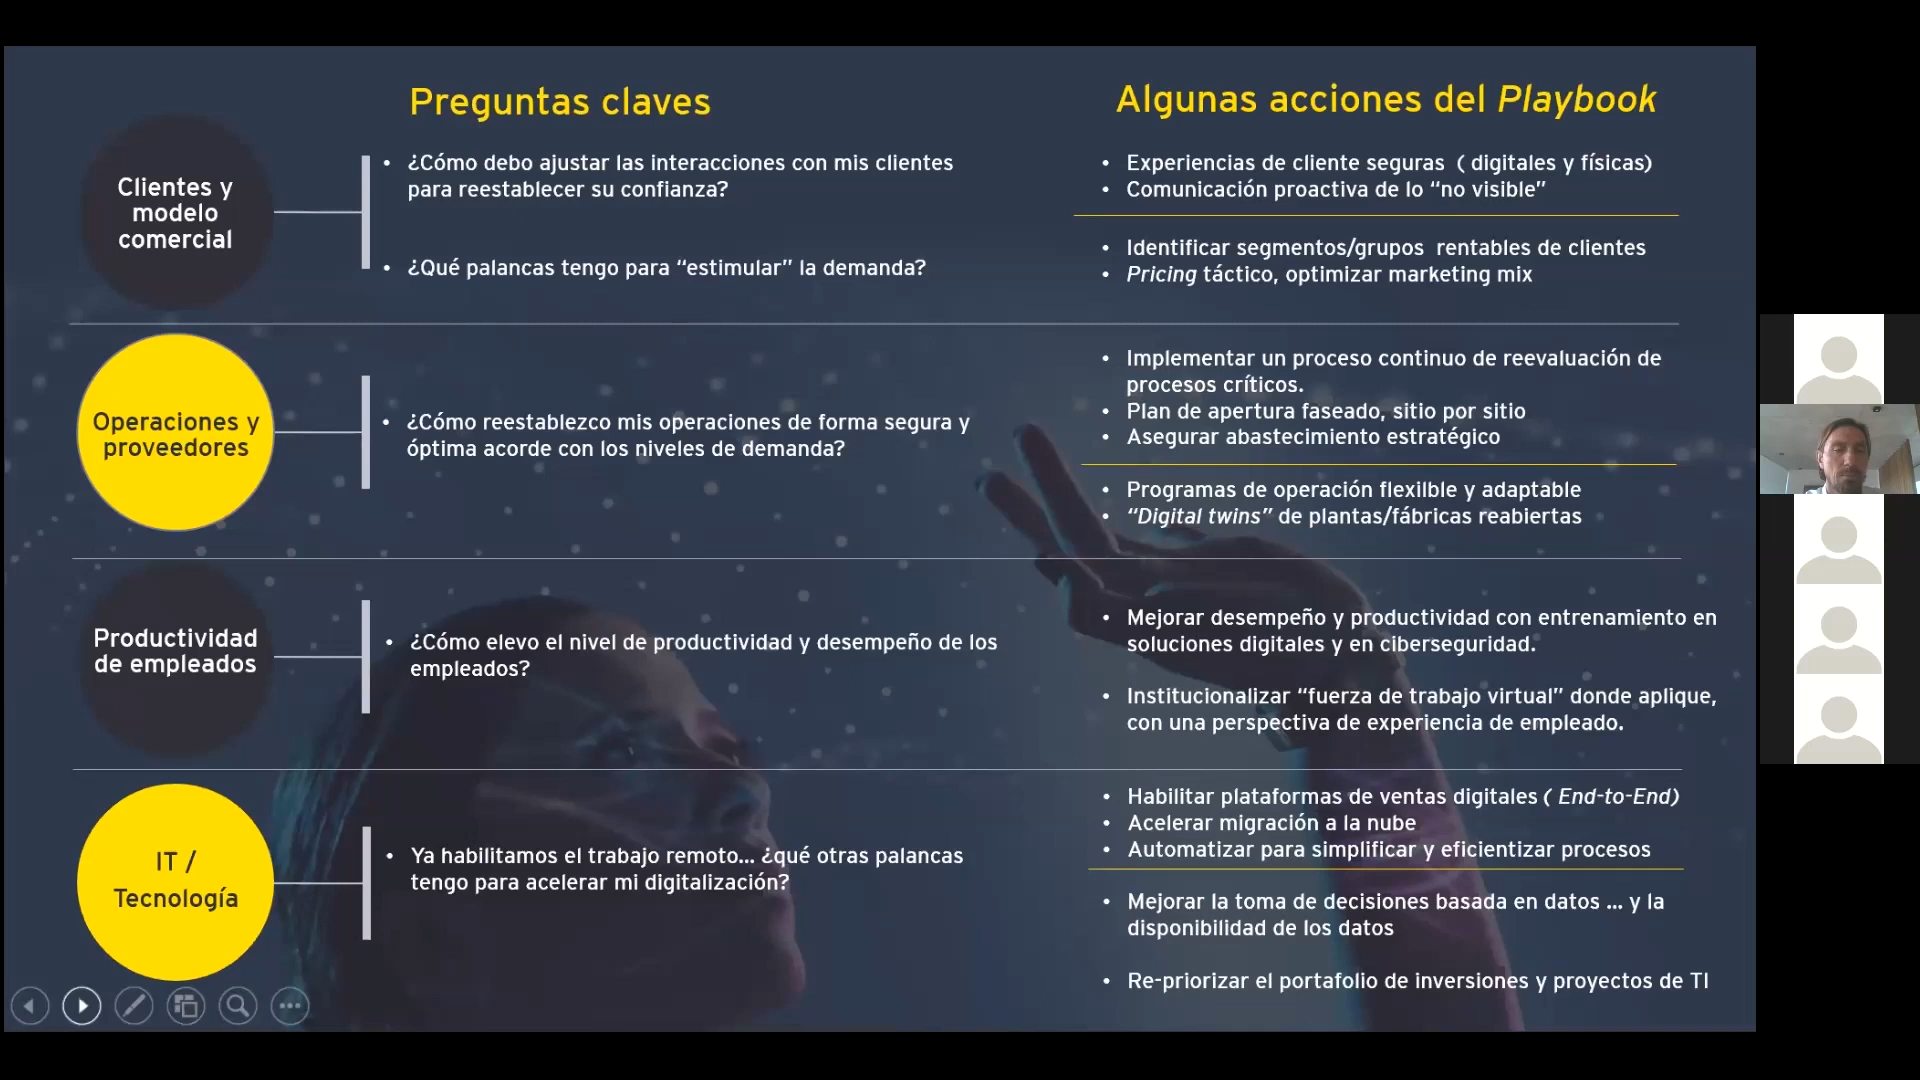 Preguntas claves
Algunas acciones del Playbook
Clientes y
modelo
comercial
• ¿Cómo debo ajustar las interacciones con mis clientes
para reestablecer su confianza?
• ¿Qué palancas tengo para “estimular” la demanda?
• Experiencias de cliente seguras ( digitales y físicas)
• Comunicación proactiva de lo “no visible”
• Identificar segmentos/grupos rentables de clientes
• Pricing táctico, optimizar marketing mix
Operaciones y
proveedores
• ¿Cómo reestablezco mis operaciones de forma segura y
óptima acorde con los niveles de demanda?
• Implementar un proceso continuo de reevaluación de
procesos críticos.
• Plan de apertura faseado, sitio por sitio
• Asegurar abastecimiento estratégico
• Programas de operación flexilble y adaptable
• “Digital twins” de plantas/fábricas reabiertas
Productividad
de empleados
• ¿Cómo elevo el nivel de productividad y desempeño de los
empleados?
• Mejorar desempeño y productividad con entrenamiento en
soluciones digitales y en ciberseguridad.
• Institucionalizar “fuerza de trabajo virtual” donde aplique,
con una perspectiva de experiencia de empleado.
IT /
Tecnología
• Ya habilitamos el trabajo remoto... ¿qué otras palancas
tengo para acelerar mi digitalización?
• Habilitar plataformas de ventas digitales ( End-to-End)
• Acelerar migración a la nube
• Automatizar para simplificar y eficientizar procesos
• Mejorar la toma de decisiones basada en datos ... y la
disponibilidad de los datos
• Re-priorizar el portafolio de inversiones y proyectos de TI